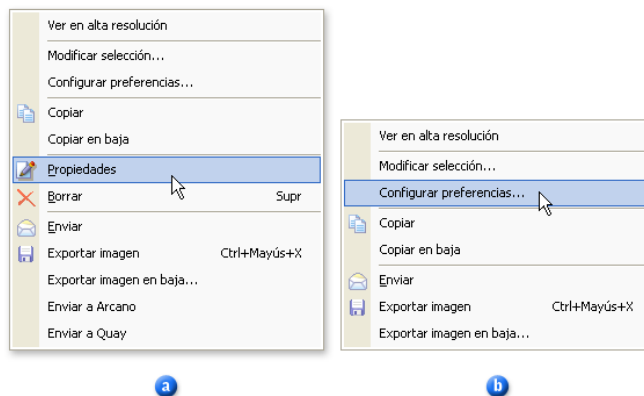 Ver en alta resolución
Modificar selección...
Configurar preferencias...
Copiar
Copiar en baja
Propiedades
Borrar Supr
Enviar
Exportar imagen Ctrl+Mayús+X
Exportar imagen en baja...
Enviar a Arcano
Enviar a Quay
a
Ver en alta resolución
Modificar selección...
Configurar preferencias...
Copiar
Copiar en baja
Enviar
Exportar imagen Ctrl+Mayús+X
Exportar imagen en baja...
b